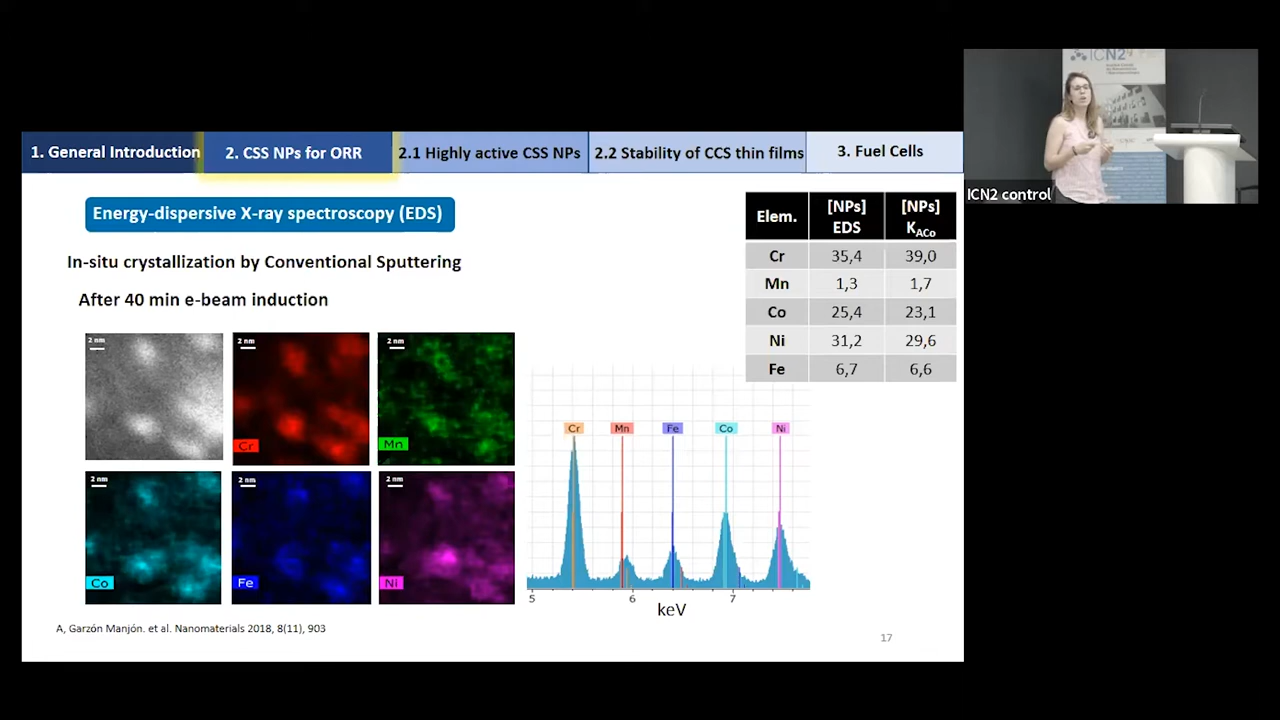 1. General Introduction
2. CSS NPs for ORR
2.1 Highly active CSS NPs
2.2 Stability of CCS thin films
3. Fuel Cells
ICN2
ICN2 control
Energy-dispersive X-ray spectroscopy (EDS)
In-situ crystallization by Conventional Sputtering
After 40 min e-beam induction
Elem. [NPs] EDS [NPs] KACo
Cr 35,4 39,0
Mn 1,3 1,7
Co 25,4 23,1
Ni 31,2 29,6
Fe 6,7 6,6
2 nm
2 nm
2 nm
Cr
Mn
2 nm
2 nm
2 nm
Co
Fe
Ni
Cr Mn Fe Co Ni
5 6 7
keV
A, Garzón Manjón. et al. Nanomaterials 2018, 8(11), 903
17